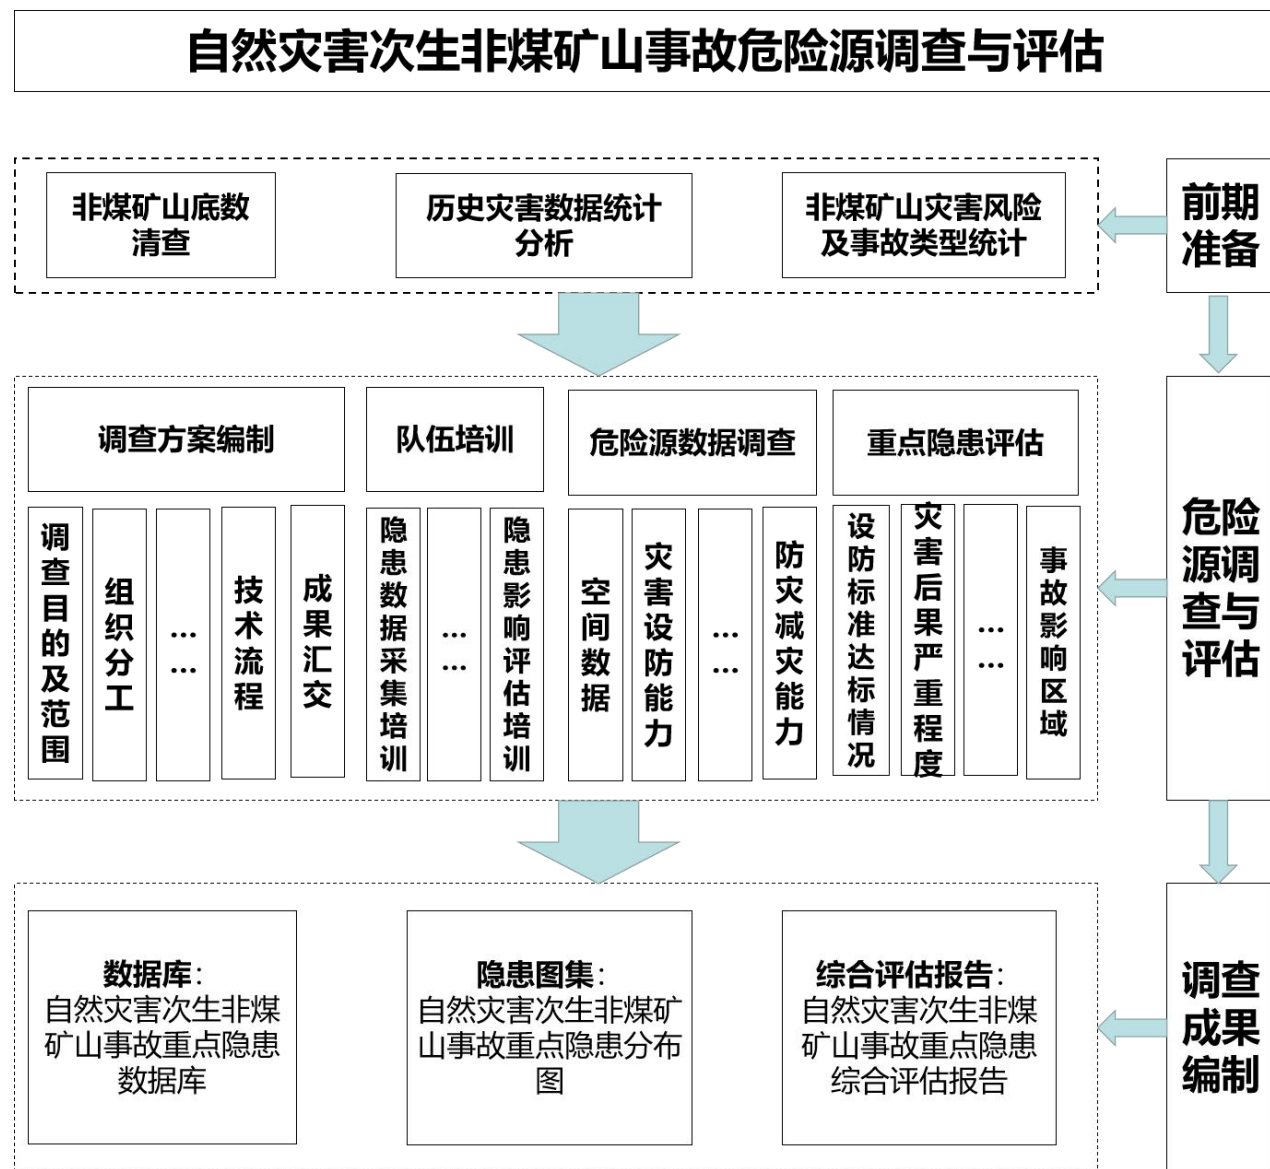 自然灾害次生非煤矿山事故危险源调查与评估
非煤矿山底数
清查
历史灾害数据统计
分析
非煤矿山灾害风险
及事故类型统计
前期
准备
调查方案编制
队伍培训
危险源数据调查
重点隐患评估
调查目的及范围
组织分工
……
技术流程
成果汇交
隐患数据采集培训
……
隐患影响评估培训
空间数据
灾害设防能力
……
防灾减灾能力
设防标准达标情况
灾害后果严重程度
……
事故影响区域
危险
源调
查与
评估
数据库：
自然灾害次生非煤
矿山事故重点隐患
数据库
隐患图集：
自然灾害次生非煤矿
山事故重点隐患分布
图
综合评估报告：
自然灾害次生非煤
矿山事故重点隐患
综合评估报告
调查
成果
编制